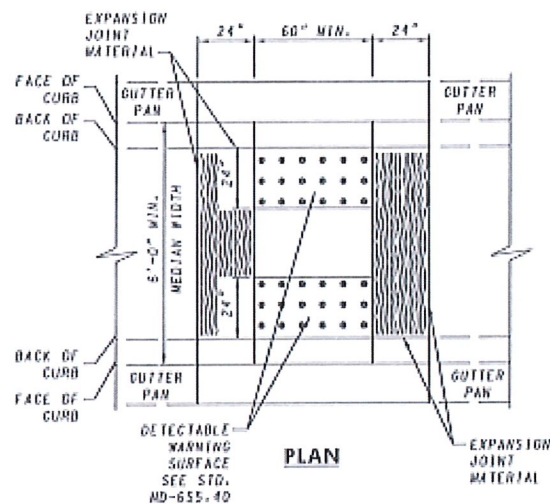 EXPANSION
JOINT
MATERIAL
24"
60" MIN.
24"
FACE OF
CURB
GUTTER
PAN
GUTTER
PAN
BACK OF
CURB
6'-0" MIN.
MEDIAN WIDTH
24"
24"
BACK OF
CURB
FACE OF
CURB
GUTTER
PAN
GUTTER
PAN
DETECTABLE
WARNING
SURFACE
SEE STD.
MD-655.40
PLAN
EXPANSION
JOINT
MATERIAL